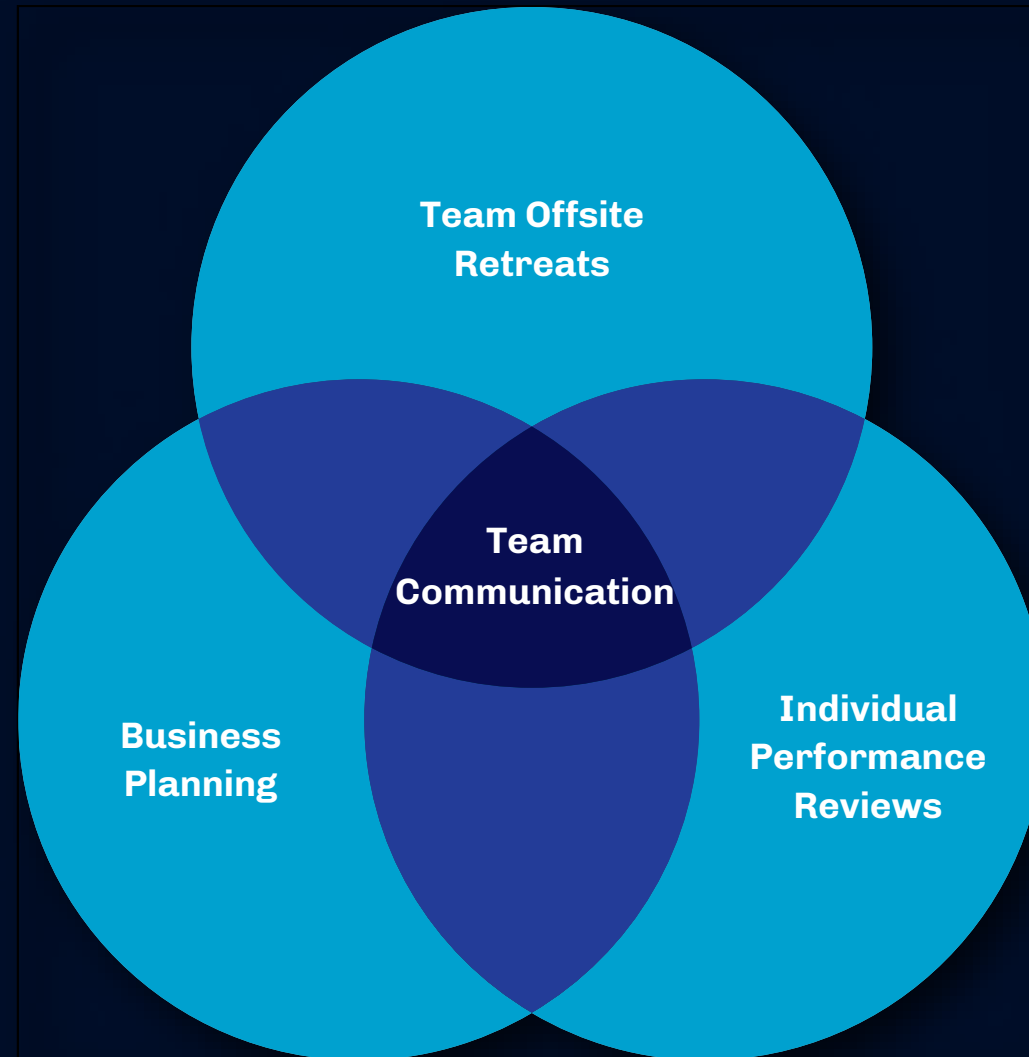 Team Offsite
Retreats
Team
Communication
Business
Planning
Individual
Performance
Reviews